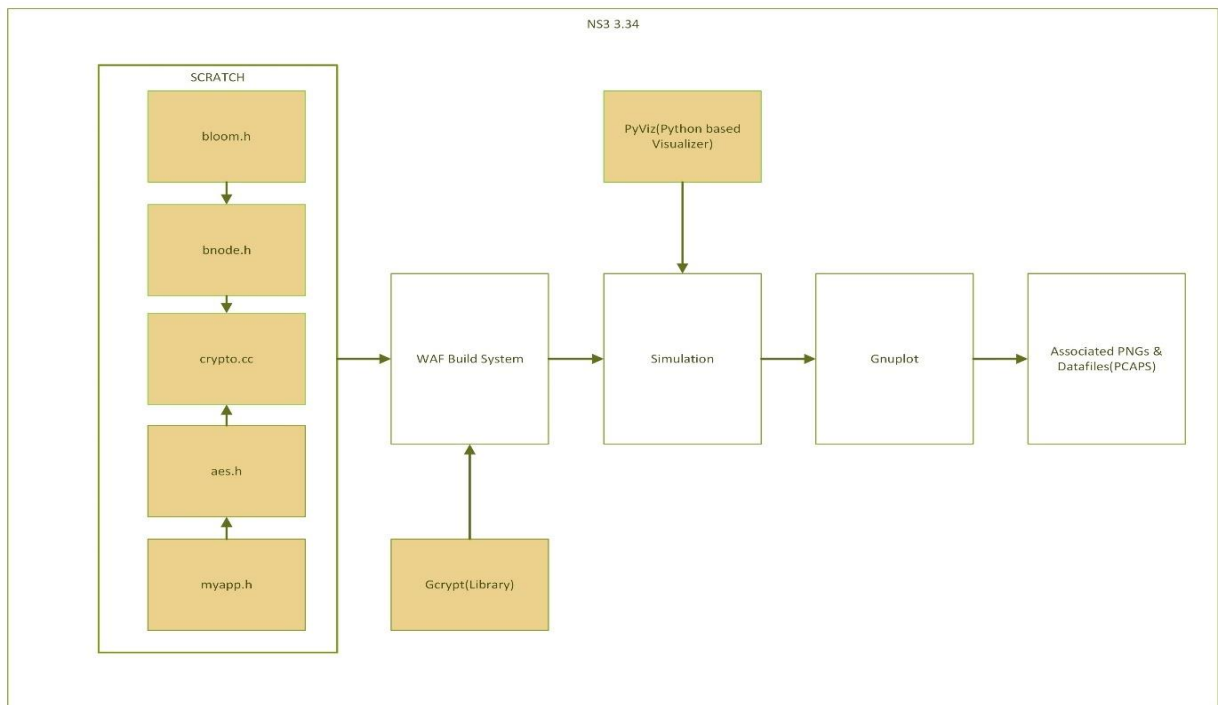 NS3 3.34
SCRATCH
bloom.h
bnode.h
crypto.cc
aes.h
myapp.h
WAF Build System
Gcrypt(Library)
PyViz(Python based
Visualizer)
Simulation
Gnuplot
Associated PNGs &
Datafiles(PCAPS)